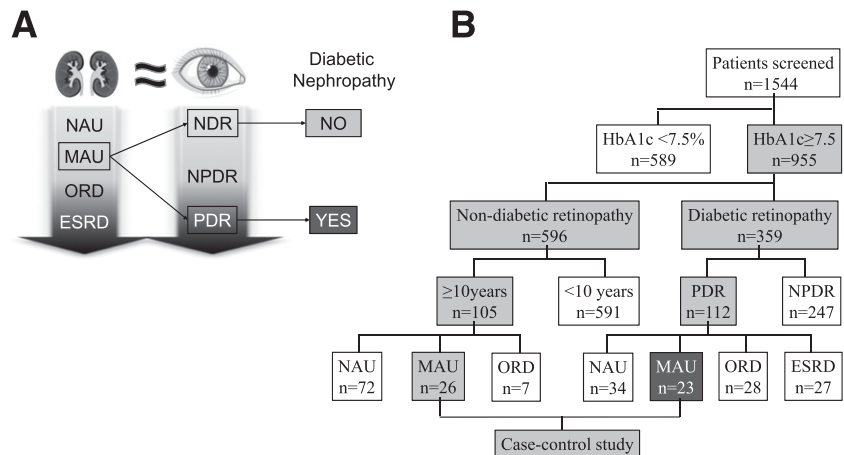 A
Diabetic
Nephropathy
NAU
MAU
ORD
ESRD
NDR
NPDR
PDR
NO
YES
B
Patients screened
n=1544
HbA1c <7.5%
n=589
HbA1c≥7.5
n=955
Non-diabetic retinopathy
n=596
Diabetic retinopathy
n=359
≥10years
n=105
<10 years
n=591
PDR
n=112
NPDR
n=247
NAU
n=72
MAU
n=26
ORD
n=7
NAU
n=34
MAU
n=23
ORD
n=28
ESRD
n=27
Case-control study